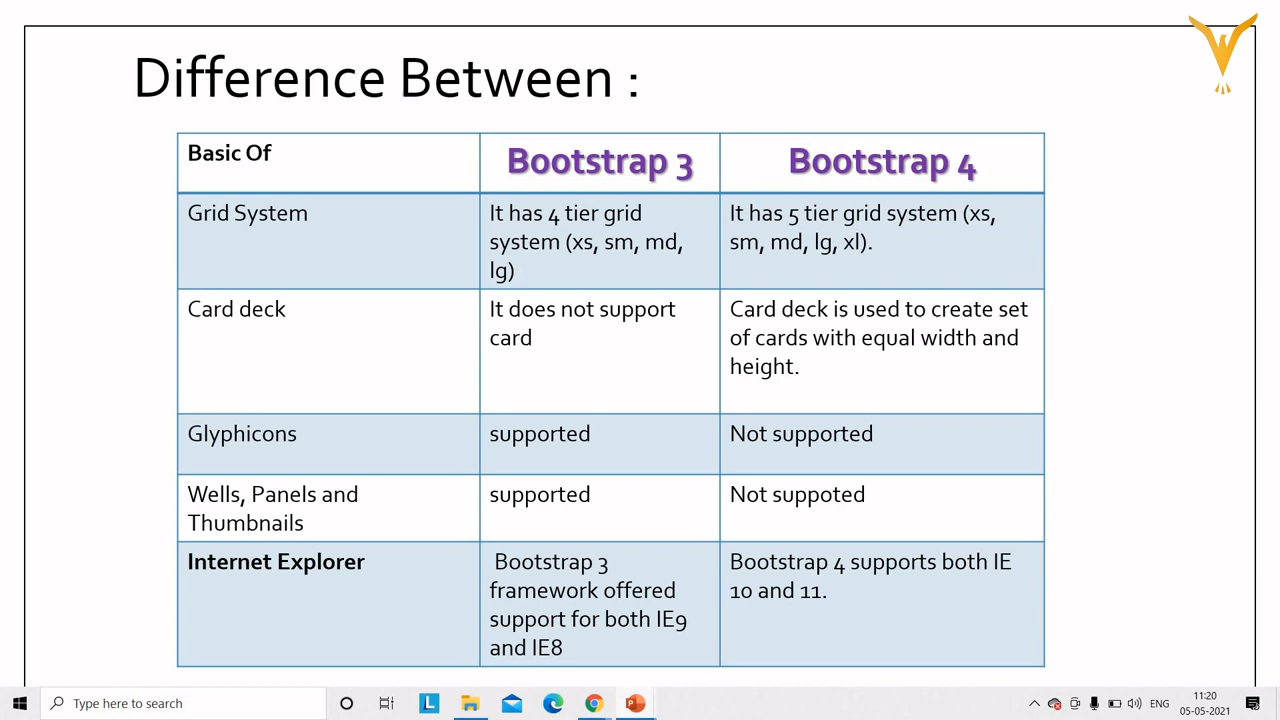 Difference Between :
Basic Of
Bootstrap 3
Bootstrap 4
Grid System
It has 4 tier grid
system (xs, sm, md,
lg)
It has 5 tier grid system (xs,
sm, md, lg, xl).
Card deck
It does not support
card
Card deck is used to create set
of cards with equal width and
height.
Glyphicons
supported
Not supported
Wells, Panels and
Thumbnails
supported
Not suppoted
Internet Explorer
Bootstrap 3
framework offered
support for both IE9
and IE8
Bootstrap 4 supports both IE
10 and 11.
Type here to search
L
ENG
11:20
05-05-2021